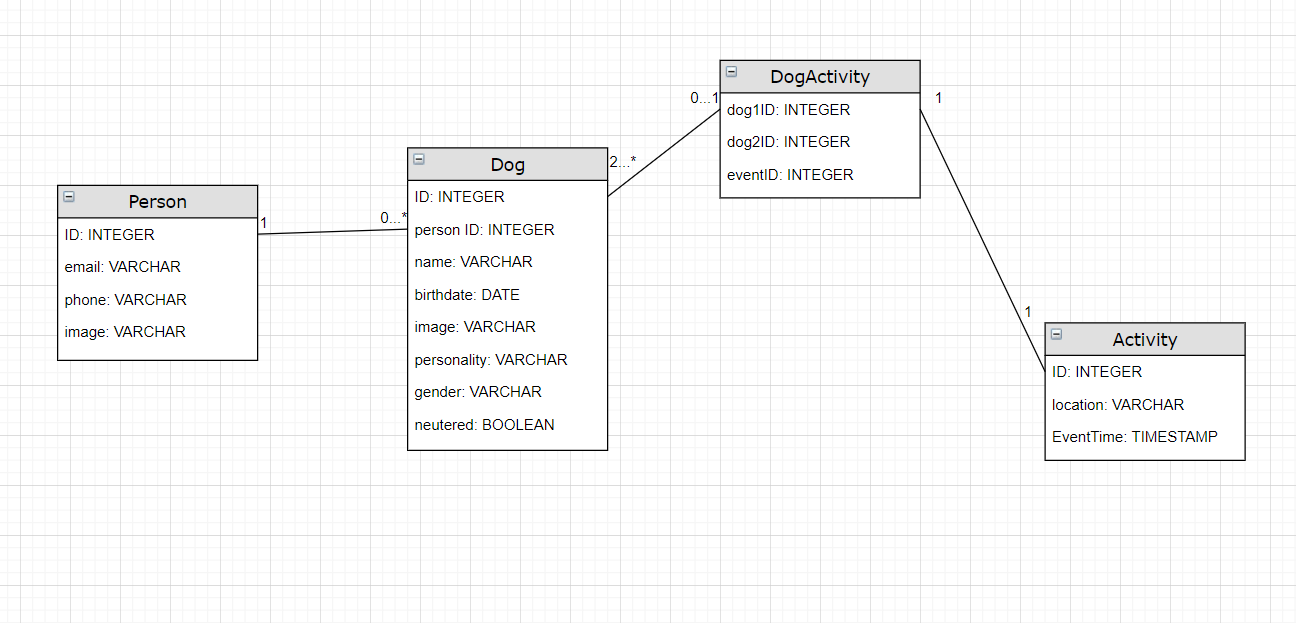 Person
ID: INTEGER
email: VARCHAR
phone: VARCHAR
image: VARCHAR
1
0...*
Dog
ID: INTEGER
person ID: INTEGER
name: VARCHAR
birthdate: DATE
image: VARCHAR
personality: VARCHAR
gender: VARCHAR
neutered: BOOLEAN
2...*
0...1
DogActivity
dog1ID: INTEGER
dog2ID: INTEGER
eventID: INTEGER
1
1
Activity
ID: INTEGER
location: VARCHAR
EventTime: TIMESTAMP